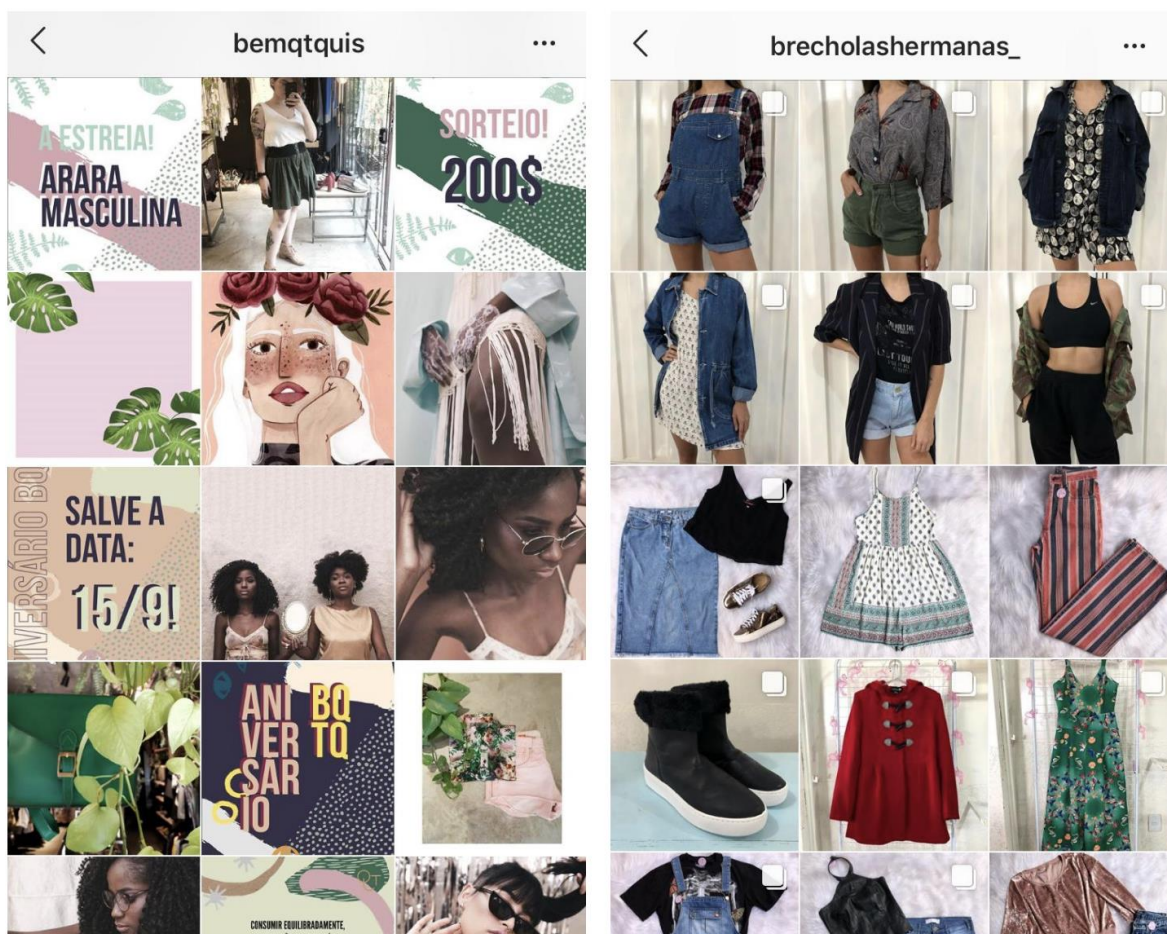 bemqtquis
...
A ESTREIA!
ARARA
MASCULINA
SORTEIO!
200$
IVERSÁRIO BQ
SALVE A
DATA:
15/9!
ANI
VER
SAR
IO
BQ
TQ
CONSUMIR EQUILIBRADAMENTE,
brecholashermanas_
...